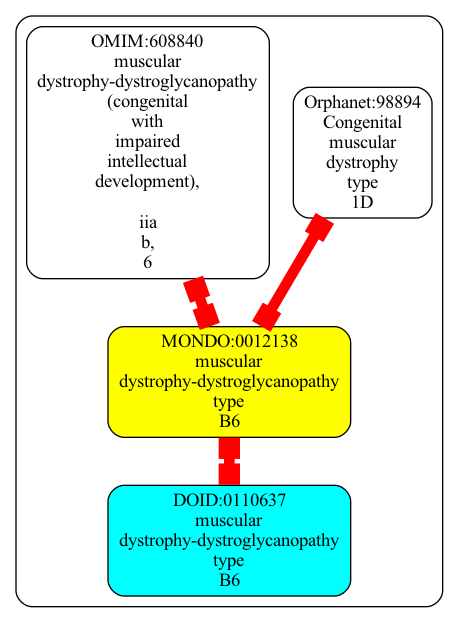 OMIM:608840
muscular
dystrophy-dystroglycanopathy
(congenital
with
impaired
intellectual
development),
iia
b,
6
Orphanet:98894
Congenital
muscular
dystrophy
type
1D
MONDO:0012138
muscular
dystrophy-dystroglycanopathy
type
B6
DOID:0110637
muscular
dystrophy-dystroglycanopathy
type
B6